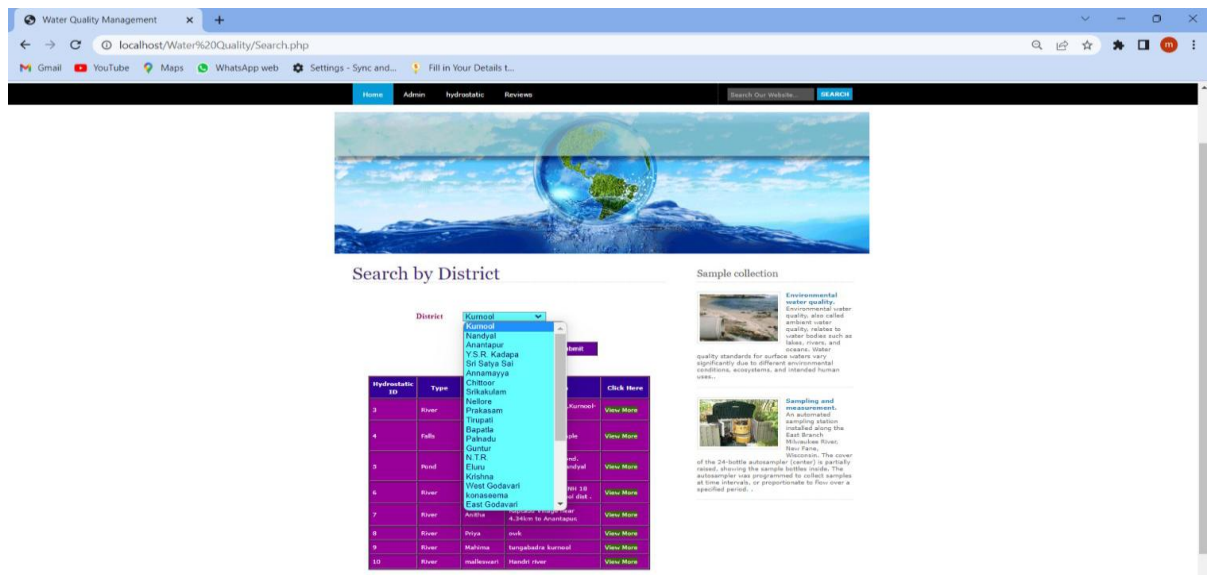 Water Quality Management
localhost/Water%20Quality/Search.php
m
Gmail YouTube Maps WhatsApp web Settings - Sync and... Fill in Your Details t...
Home Admin hydrostatic Reviews Search Our Website... SEARCH
Search by District
District Kurnool
Kurnool
Nandyal
Anantapur
Y.S.R. Kadapa
Sri Satya Sai
Annamayya
Chittoor
Srikakulam
Nellore
Prakasam
Tirupati
Bapatla
Palnadu
Guntur
N.T.R.
Eluru
Krishna
West Godavari
konaseema
East Godavari
Hydrostatic ID Type Click Here
3 River ,Kurnool- View More
4 Falls View More
Pond View More
6 River View More
7 River Anitha 4.34km to Anantapur, View More
8 River Priya owk View More
9 River Mahima tungabadra kurnool View More
10 River malleswari Handri river View More
Sample collection
Environmental
water quality.
Environmental water
quality, also called
ambient water
quality, relates to
water bodies such as
lakes, rivers, and
oceans. Water
quality standards for surface waters vary
significantly due to different environmental
conditions, ecosystems, and intended human
uses..
Sampling and
measurement.
An automated
sampling station
installed along the
East Branch
Milwaukee River,
New Fane,
Wisconsin. The cover
of the 24-bottle autosampler (center) is partially
raised, showing the sample bottles inside. The
autosampler was programmed to collect samples
at time intervals, or proportionate to flow over a
specified period. .